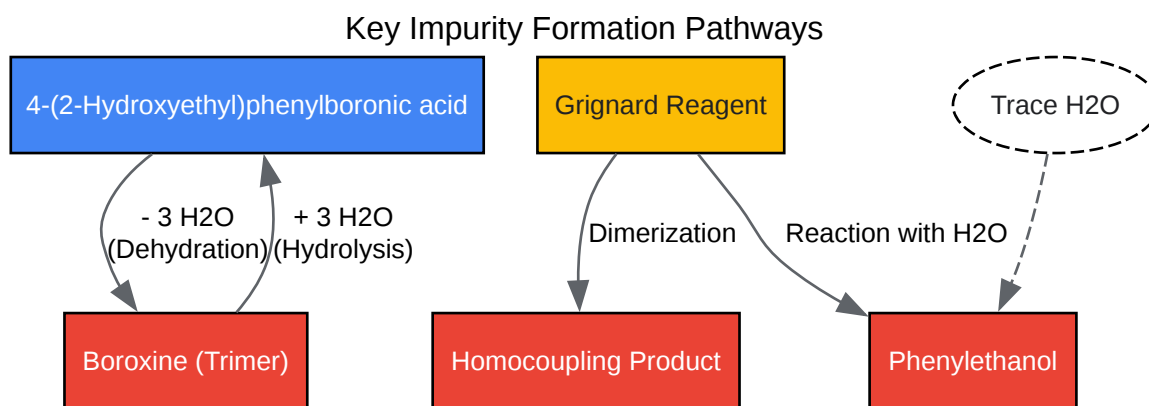 Key Impurity Formation Pathways
4-(2-Hydroxyethyl)phenylboronic acid
Grignard Reagent
Trace H2O
- 3 H2O
(Dehydration)
+ 3 H2O
(Hydrolysis)
Dimerization
Reaction with H2O
Boroxine (Trimer)
Homocoupling Product
Phenylethanol